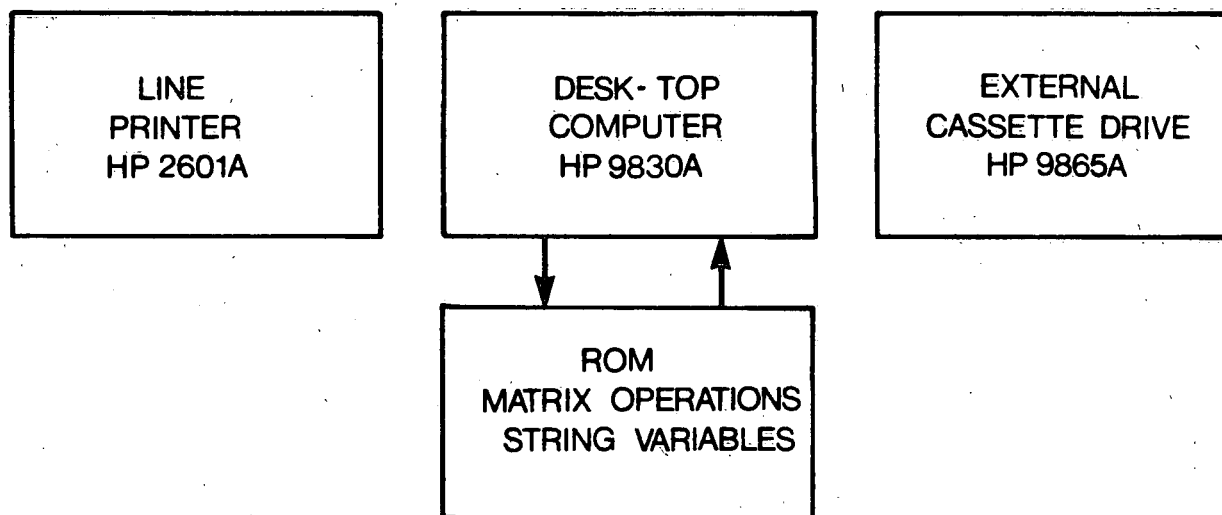 LINE
PRINTER
HP 2601A
DESK-TOP
COMPUTER
HP 9830A
EXTERNAL
CASSETTE DRIVE
HP 9865A
ROM
MATRIX OPERATIONS
STRING VARIABLES